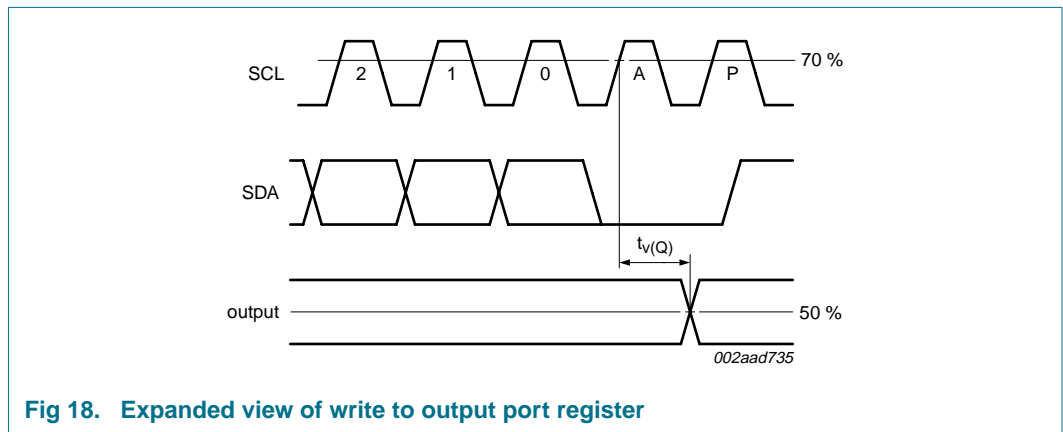 SCL 2 1 0 A P 70 %
SDA
tv(Q)
output 50 %
002aad735
Fig 18. Expanded view of write to output port register